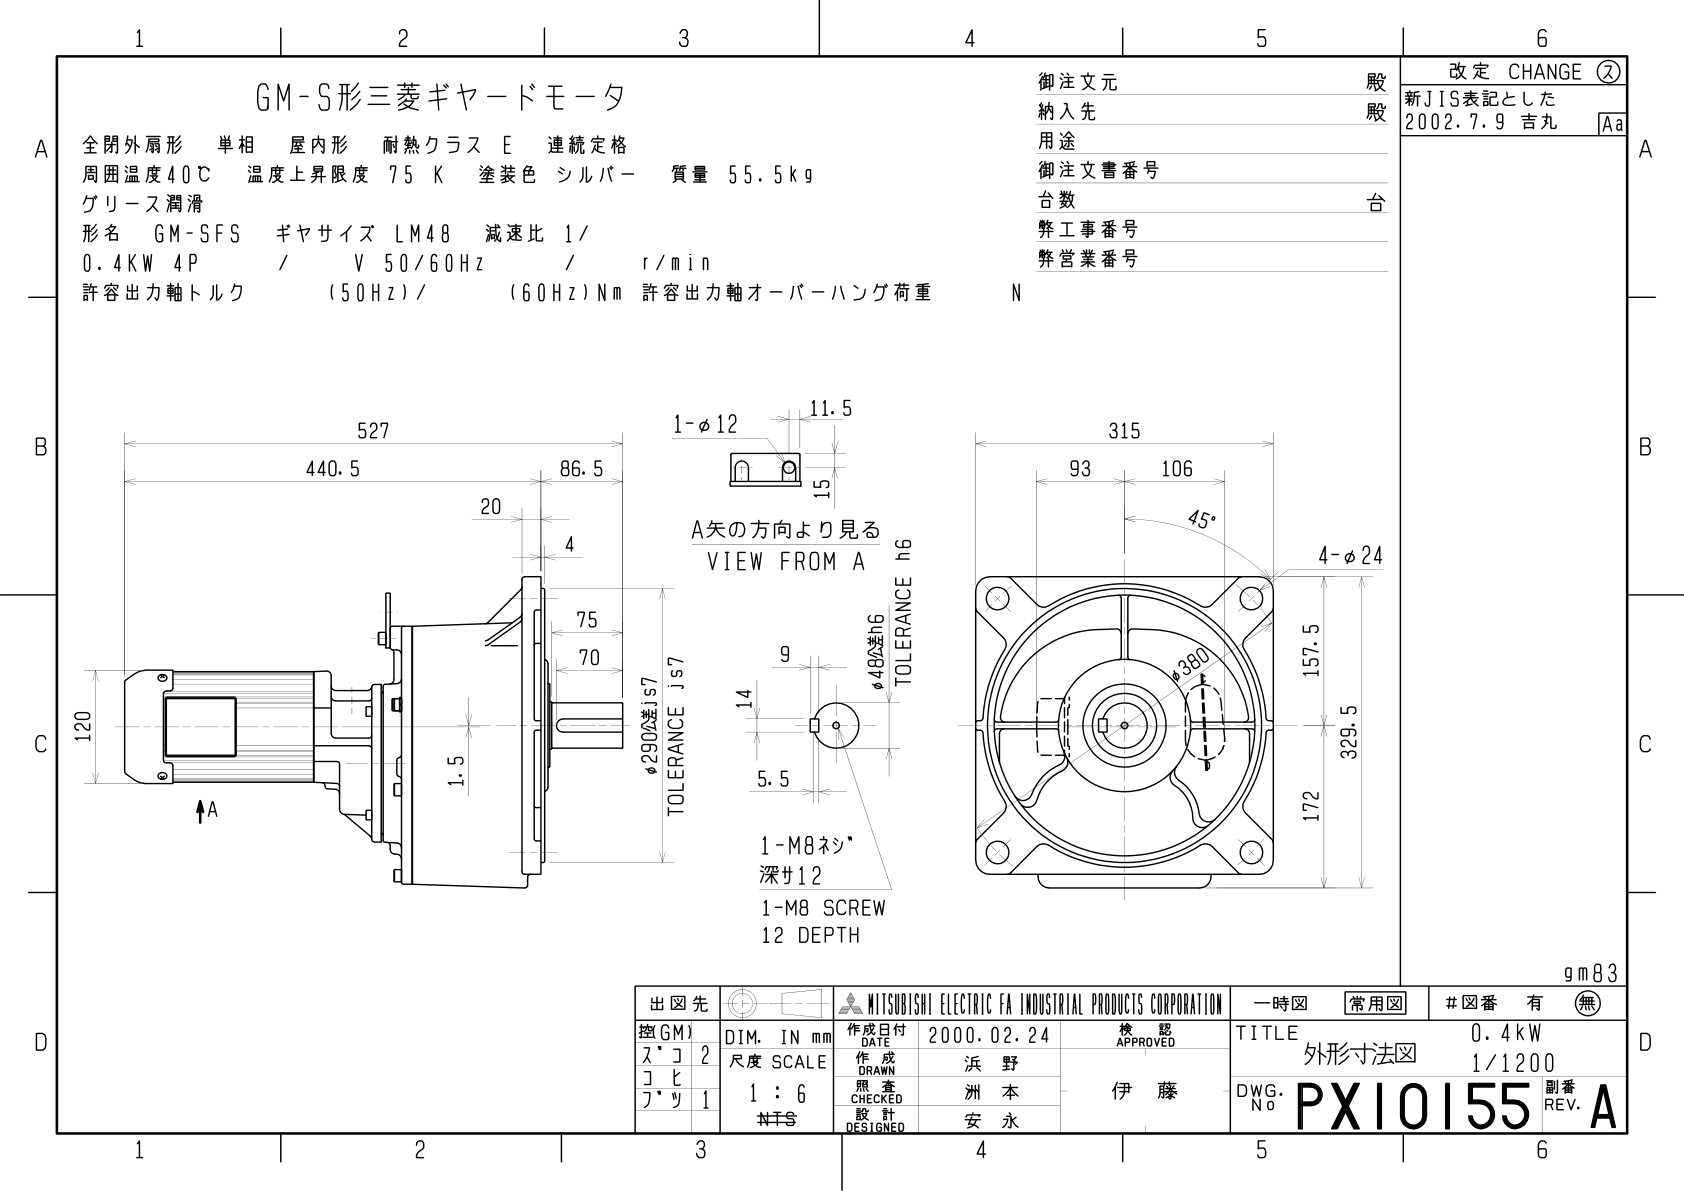 1 2 3 4 5 6
A
B
C
D
GM-S形三菱ギヤードモータ
全閉外扇形 単相 屋内形 耐熱クラス E 連続定格
周囲温度40℃ 温度上昇限度 75 K 塗装色 シルバー 質量 55.5kg
グリース潤滑
形名 GM-SFS ギヤサイズ LM48 減速比 1/
0.4KW 4P / V 50/60Hz / r/min
許容出力軸トルク (50Hz)/ (60Hz)Nm 許容出力軸オーバーハング荷重 N
御注文元 殿
納入先 殿
用途
御注文書番号
台数 台
弊工事番号
弊営業番号
改定 CHANGE ス
新JIS表記とした
2002.7.9 吉丸 Aa
A
B
C
D
527
440.5 86.5
20
4
75
70
120
1.5
φ290公差js7
TOLERANCE js7
A
1-φ12
11.5
15
A矢の方向より見る
VIEW FROM A
9
14
5.5
φ48公差h6
TOLERANCE h6
1-M8ネジ
深サ12
1-M8 SCREW
12 DEPTH
315
93 106
45°
4-φ24
φ380
157.5
172
329.5
gm83
出図先
控(GM)
ズコ 2
コヒ
ブツ 1
DIM. IN mm
尺度 SCALE
1 : 6
NTS
MITSUBISHI ELECTRIC FA INDUSTRIAL PRODUCTS CORPORATION
作成日付
DATE
2000.02.24
検 認
APPROVED
作 成
DRAWN
浜 野
照 査
CHECKED
洲 本
伊 藤
設 計
DESIGNED
安 永
一時図 常用図 #図番 有 無
TITLE
外形寸法図
0.4kW
1/1200
DWG.
No
PX10155
副番
REV.
A
1 2 3 4 5 6